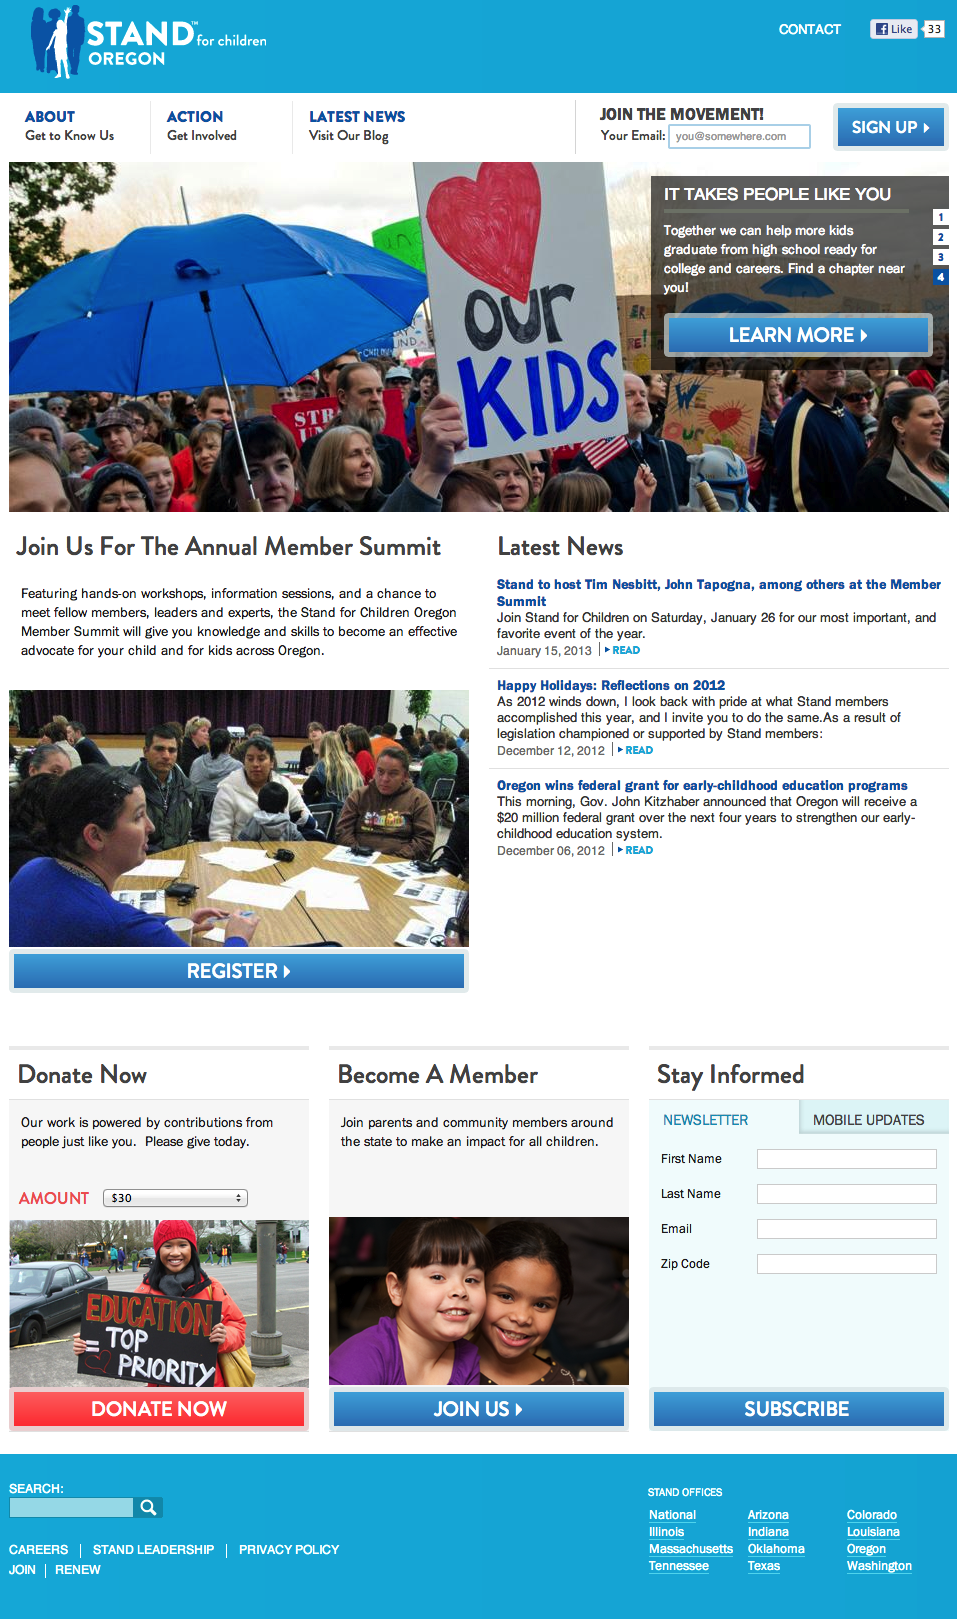 STAND™ for children
OREGON
CONTACT
Like
33
ABOUT
Get to Know Us
ACTION
Get Involved
LATEST NEWS
Visit Our Blog
JOIN THE MOVEMENT!
Your Email: you@somewhere.com
SIGN UP
IT TAKES PEOPLE LIKE YOU
Together we can help more kids
graduate from high school ready for
college and careers. Find a chapter near
you!
LEARN MORE
1
2
3
4
OUR
KIDS
Join Us For The Annual Member Summit
Featuring hands-on workshops, information sessions, and a chance to
meet fellow members, leaders and experts, the Stand for Children Oregon
Member Summit will give you knowledge and skills to become an effective
advocate for your child and for kids across Oregon.
REGISTER
Latest News
Stand to host Tim Nesbitt, John Tapogna, among others at the Member
Summit
Join Stand for Children on Saturday, January 26 for our most important, and
favorite event of the year.
January 15, 2013 | READ
Happy Holidays: Reflections on 2012
As 2012 winds down, I look back with pride at what Stand members
accomplished this year, and I invite you to do the same.As a result of
legislation championed or supported by Stand members:
December 12, 2012 | READ
Oregon wins federal grant for early-childhood education programs
This morning, Gov. John Kitzhaber announced that Oregon will receive a
$20 million federal grant over the next four years to strengthen our early-
childhood education system.
December 06, 2012 | READ
Donate Now
Our work is powered by contributions from
people just like you. Please give today.
AMOUNT $30
EDUCATION
= TOP
PRIORITY
DONATE NOW
Become A Member
Join parents and community members around
the state to make an impact for all children.
JOIN US
Stay Informed
NEWSLETTER
MOBILE UPDATES
First Name
Last Name
Email
Zip Code
SUBSCRIBE
SEARCH:
CAREERS | STAND LEADERSHIP | PRIVACY POLICY
JOIN | RENEW
STAND OFFICES
National Arizona Colorado
Illinois Indiana Louisiana
Massachusetts Oklahoma Oregon
Tennessee Texas Washington